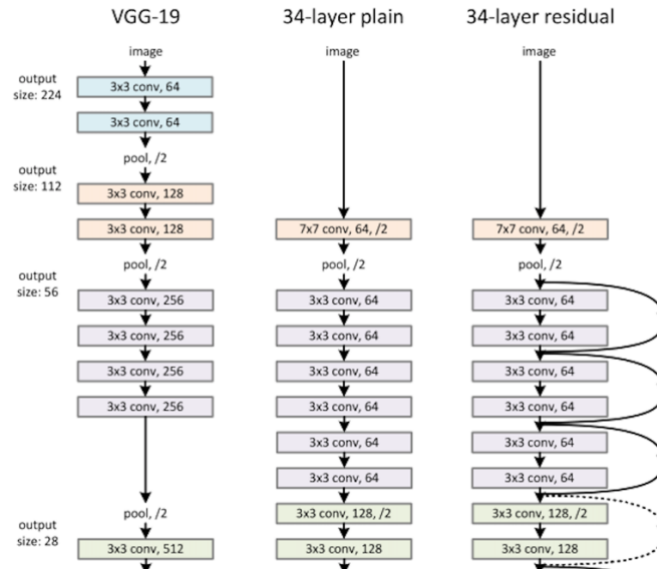 VGG-19
34-layer plain
34-layer residual
image
image
image
output
size: 224
3x3 conv, 64
3x3 conv, 64
pool, /2
output
size: 112
3x3 conv, 128
3x3 conv, 128
7x7 conv, 64, /2
7x7 conv, 64, /2
pool, /2
pool, /2
pool, /2
output
size: 56
3x3 conv, 256
3x3 conv, 64
3x3 conv, 64
3x3 conv, 256
3x3 conv, 64
3x3 conv, 64
3x3 conv, 256
3x3 conv, 64
3x3 conv, 64
3x3 conv, 256
3x3 conv, 64
3x3 conv, 64
3x3 conv, 64
3x3 conv, 64
3x3 conv, 64
3x3 conv, 64
pool, /2
3x3 conv, 128, /2
3x3 conv, 128, /2
output
size: 28
3x3 conv, 512
3x3 conv, 128
3x3 conv, 128